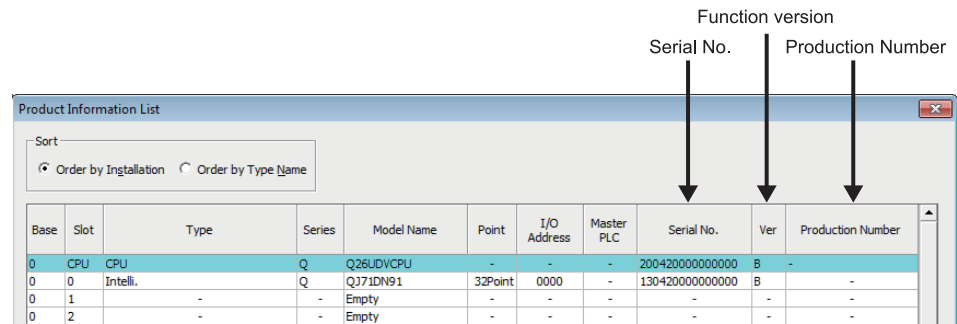 Function version
Serial No. Production Number
Product Information List
Sort
Order by Installation Order by Type Name
Base Slot Type Series Model Name Point I/O Address Master PLC Serial No. Ver Production Number
0 CPU CPU Q Q26UDVCPU - - - 200420000000000 B -
0 0 Intelli. Q QJ71DN91 32Point 0000 - 130420000000000 B -
0 1 - - Empty - - - - - -
0 2 - - Empty - - - - - -